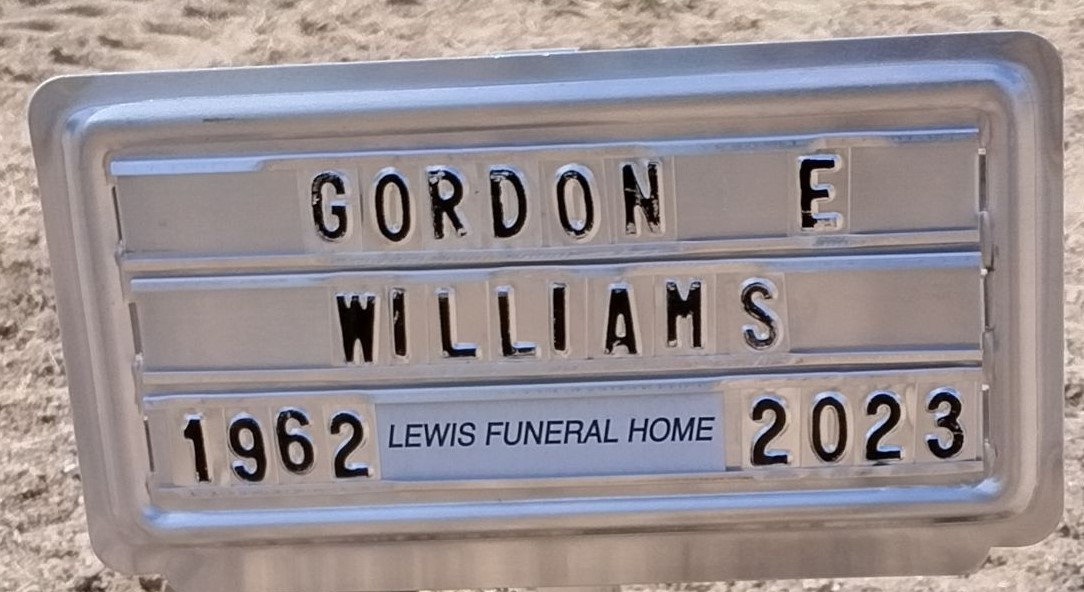 GORDON E
WILLIAMS
1962 LEWIS FUNERAL HOME 2023